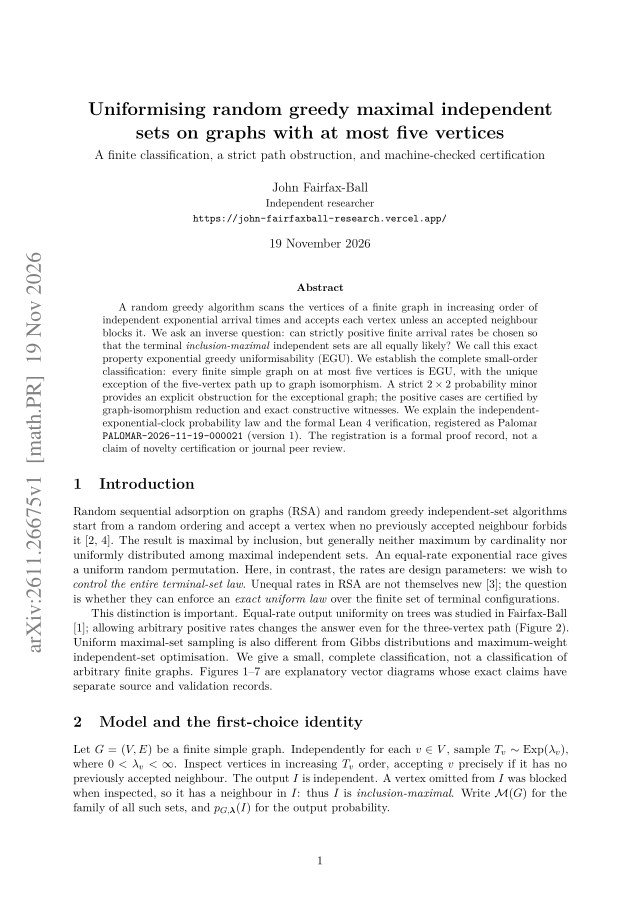 Uniformising random greedy maximal independent
sets on graphs with at most five vertices
A finite classification, a strict path obstruction, and machine-checked certification
John Fairfax-Ball
Independent researcher
https://john-fairfaxball-research.vercel.app/
19 November 2026
Abstract
A random greedy algorithm scans the vertices of a finite graph in increasing order of
independent exponential arrival times and accepts each vertex unless an accepted neighbour
blocks it. We ask an inverse question: can strictly positive finite arrival rates be chosen so
that the terminal inclusion-maximal independent sets are all equally likely? We call this exact
property exponential greedy uniformisability (EGU). We establish the complete small-order
classification: every finite simple graph on at most five vertices is EGU, with the unique
exception of the five-vertex path up to graph isomorphism. A strict 2 × 2 probability minor
provides an explicit obstruction for the exceptional graph; the positive cases are certified by
graph-isomorphism reduction and exact constructive witnesses. We explain the independent-
exponential-clock probability law and the formal Lean 4 verification, registered as Palomar
PALOMAR-2026-11-19-000021 (version 1). The registration is a formal proof record, not a
claim of novelty certification or journal peer review.
1 Introduction
Random sequential adsorption on graphs (RSA) and random greedy independent-set algorithms
start from a random ordering and accept a vertex when no previously accepted neighbour forbids
it [2, 4]. The result is maximal by inclusion, but generally neither maximum by cardinality nor
uniformly distributed among maximal independent sets. An equal-rate exponential race gives
a uniform random permutation. Here, in contrast, the rates are design parameters: we wish to
control the entire terminal-set law. Unequal rates in RSA are not themselves new [3]; the question
is whether they can enforce an exact uniform law over the finite set of terminal configurations.
This distinction is important. Equal-rate output uniformity on trees was studied in Fairfax-Ball
[1]; allowing arbitrary positive rates changes the answer even for the three-vertex path (Figure 2).
Uniform maximal-set sampling is also different from Gibbs distributions and maximum-weight
independent-set optimisation. We give a small, complete classification, not a classification of
arbitrary finite graphs. Figures 1–7 are explanatory vector diagrams whose exact claims have
separate source and validation records.
2 Model and the first-choice identity
Let G = (V, E) be a finite simple graph. Independently for each v ∈ V, sample Tᵥ ∼ Exp(λᵥ),
where 0 < λᵥ < ∞. Inspect vertices in increasing Tᵥ order, accepting v precisely if it has no
previously accepted neighbour. The output I is independent. A vertex omitted from I was blocked
when inspected, so it has a neighbour in I: thus I is inclusion-maximal. Write M(G) for the
family of all such sets, and p_{G,λ}(I) for the output probability.
1
arXiv:2611.26675v1 [math.PR] 19 Nov 2026